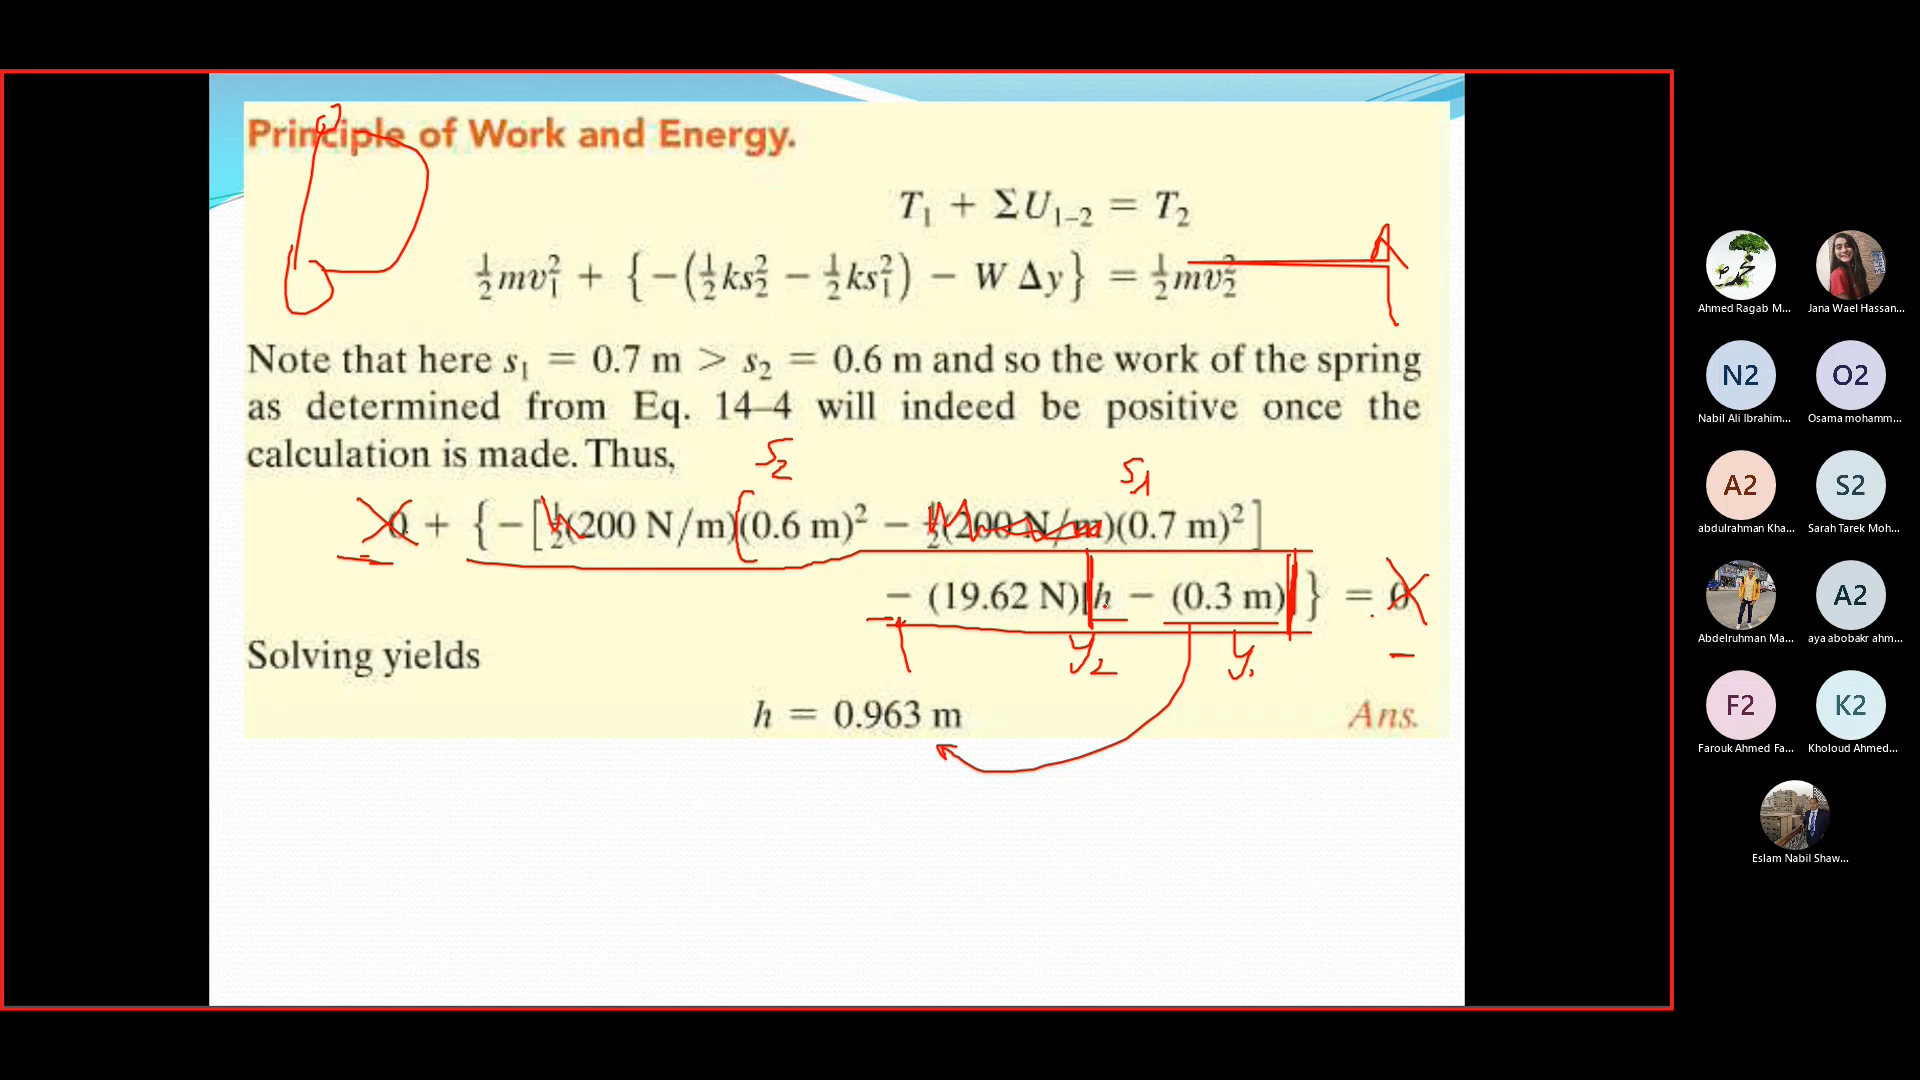 Principle of Work and Energy.
T₁ + ΣU₁₋₂ = T₂
½mv₁² + {−(½ks₂² − ½ks₁²) − W Δy} = ½mv₂²
Note that here s₁ = 0.7 m > s₂ = 0.6 m and so the work of the spring
as determined from Eq. 14–4 will indeed be positive once the
calculation is made. Thus,
S₂
S₁
0 + {−[½(200 N/m)(0.6 m)² − ½(200 N/m)(0.7 m)²]
− (19.62 N)[h − (0.3 m)]} = 0
y₂ y₁
Solving yields
h = 0.963 m Ans.
Ahmed Ragab M...
Jana Wael Hassan...
N2
Nabil Ali Ibrahim...
O2
Osama mohamm...
A2
abdulrahman Kha...
S2
Sarah Tarek Moh...
Abdelruhman Ma...
A2
aya abobakr ahm...
F2
Farouk Ahmed Fa...
K2
Kholoud Ahmed...
Eslam Nabil Shaw...